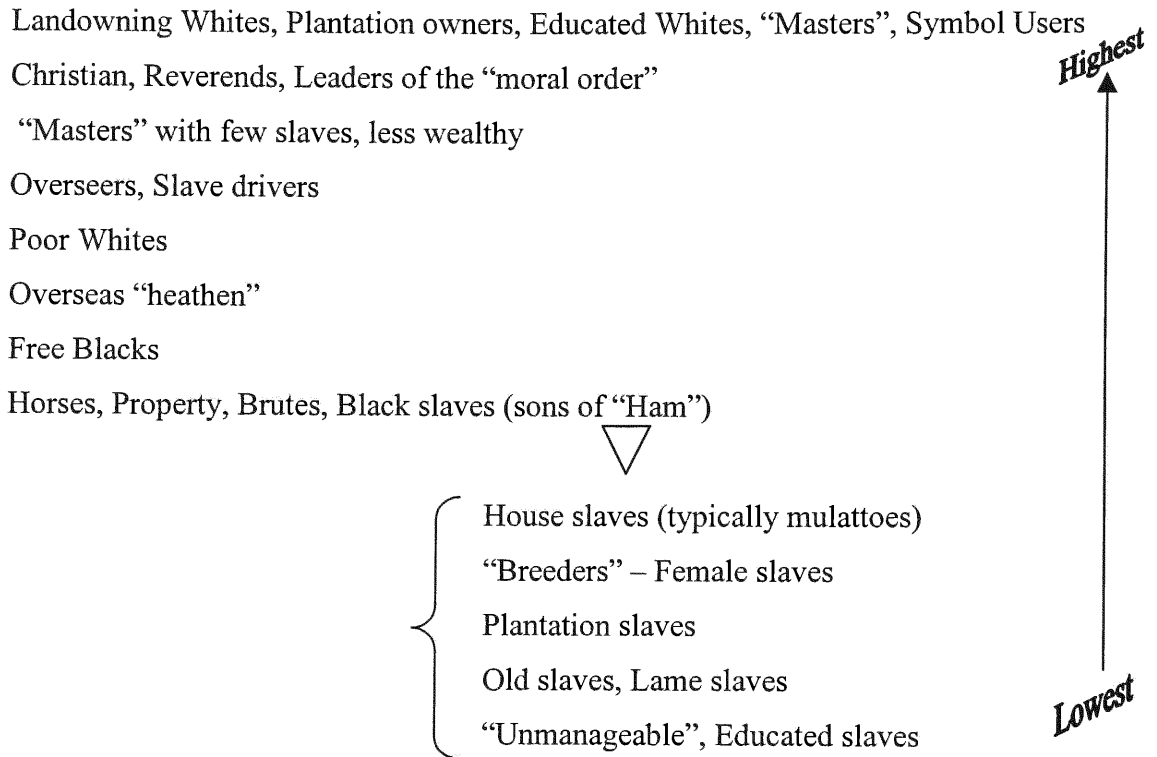 Landowning Whites, Plantation owners, Educated Whites, “Masters”, Symbol Users
Highest
Christian, Reverends, Leaders of the “moral order”
“Masters” with few slaves, less wealthy
Overseers, Slave drivers
Poor Whites
Overseas “heathen”
Free Blacks
Horses, Property, Brutes, Black slaves (sons of “Ham”)
House slaves (typically mulattoes)
“Breeders” – Female slaves
Plantation slaves
Old slaves, Lame slaves
Lowest
“Unmanageable”, Educated slaves